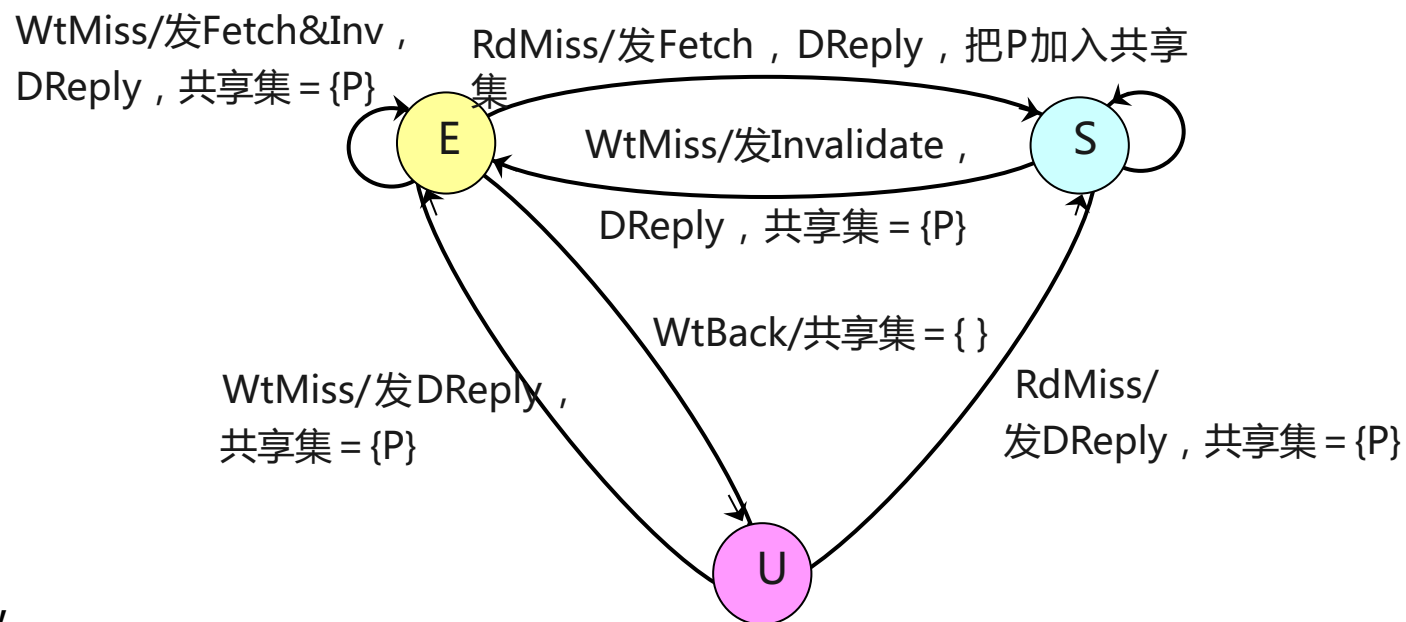 WtMiss/发Fetch&Inv，
DReply，共享集＝{P}
RdMiss/发Fetch，DReply，把P加入共享
集
E
S
WtMiss/发Invalidate，
DReply，共享集＝{P}
WtBack/共享集＝{ }
WtMiss/发DReply，
共享集＝{P}
RdMiss/
发DReply，共享集＝{P}
U